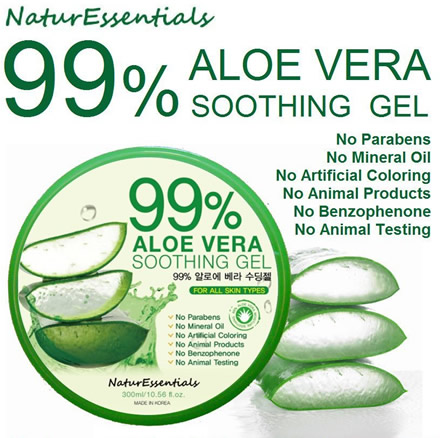 NaturEssentials
99% ALOE VERA
SOOTHING GEL
No Parabens
No Mineral Oil
No Artificial Coloring
No Animal Products
No Benzophenone
No Animal Testing
99%
ALOE VERA
SOOTHING GEL
99% 알로에 베라 수딩젤
FOR ALL SKIN TYPES
No Parabens
No Mineral Oil
No Artificial Coloring
No Animal Products
No Benzophenone
No Animal Testing
NaturEssentials
300ml/10.56 fl.oz.
MADE IN KOREA